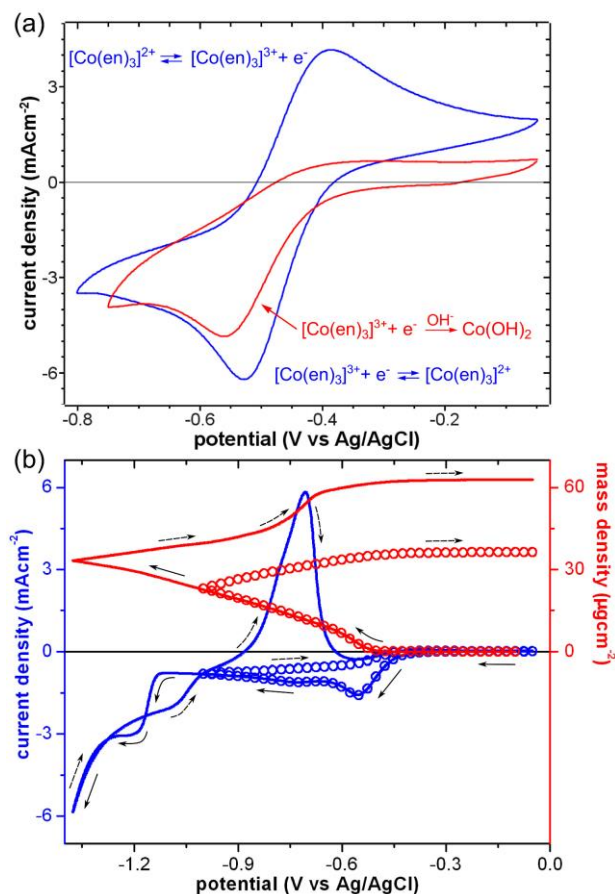 (a)
[Co(en)₃]²⁺ ⇌ [Co(en)₃]³⁺+ e⁻
current density (mAcm⁻²)
3
0
-3
-6
[Co(en)₃]³⁺+ e⁻ OH⁻→ Co(OH)₂
[Co(en)₃]³⁺+ e⁻ ⇌ [Co(en)₃]²⁺
-0.8 -0.6 -0.4 -0.2
potential (V vs Ag/AgCl)
(b)
current density (mAcm⁻²)
6
3
0
-3
-6
mass density (μgcm⁻²)
60
30
0
-1.2 -0.9 -0.6 -0.3 0.0
potential (V vs Ag/AgCl)